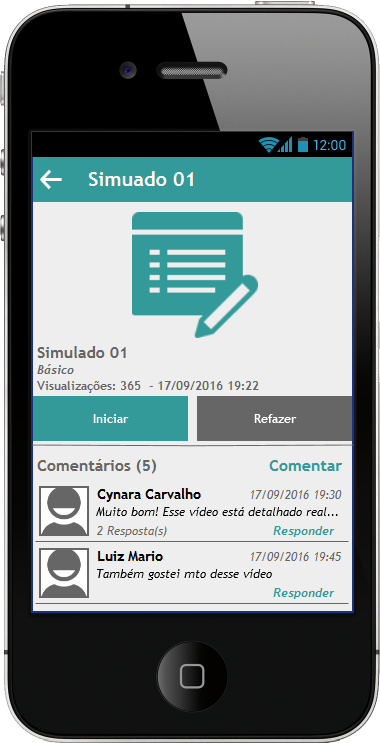 12:00
Simuado 01
Simulado 01
Básico
Visualizações: 365 - 17/09/2016 19:22
Iniciar Refazer
Comentários (5) Comentar
Cynara Carvalho 17/09/2016 19:30
Muito bom! Esse vídeo está detalhado real...
2 Resposta(s) Responder
Luiz Mario 17/09/2016 19:45
Também gostei mto desse vídeo
Responder